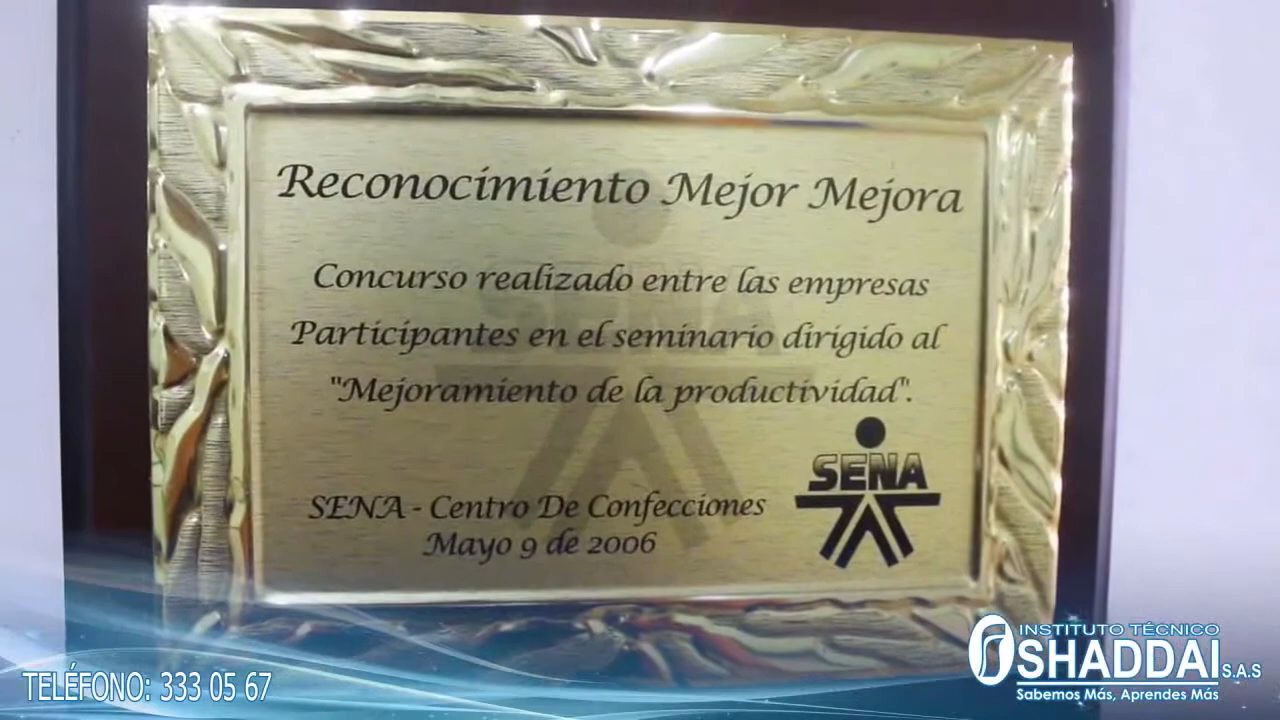 Reconocimiento Mejor Mejora
Concurso realizado entre las empresas
Participantes en el seminario dirigido al
"Mejoramiento de la productividad".
SENA
SENA - Centro De Confecciones
Mayo 9 de 2006
SENA
TELÉFONO: 333 05 67
INSTITUTO TÉCNICO
SHADDAI S.A.S
Sabemos Más, Aprendes Más